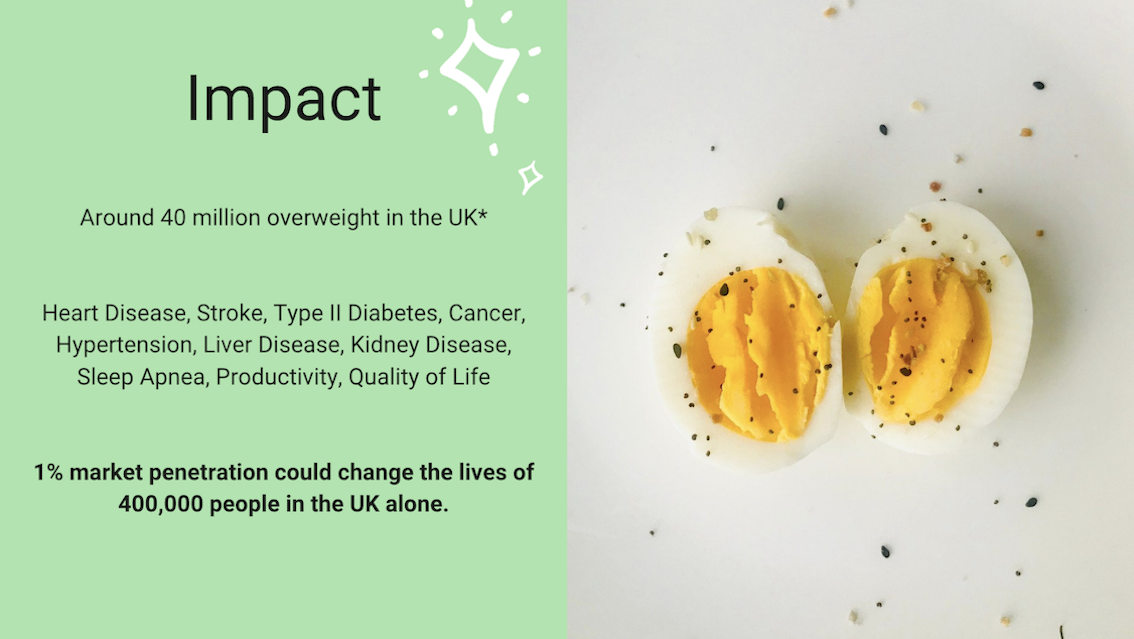 Impact
Around 40 million overweight in the UK*
Heart Disease, Stroke, Type II Diabetes, Cancer,
Hypertension, Liver Disease, Kidney Disease,
Sleep Apnea, Productivity, Quality of Life
1% market penetration could change the lives of
400,000 people in the UK alone.